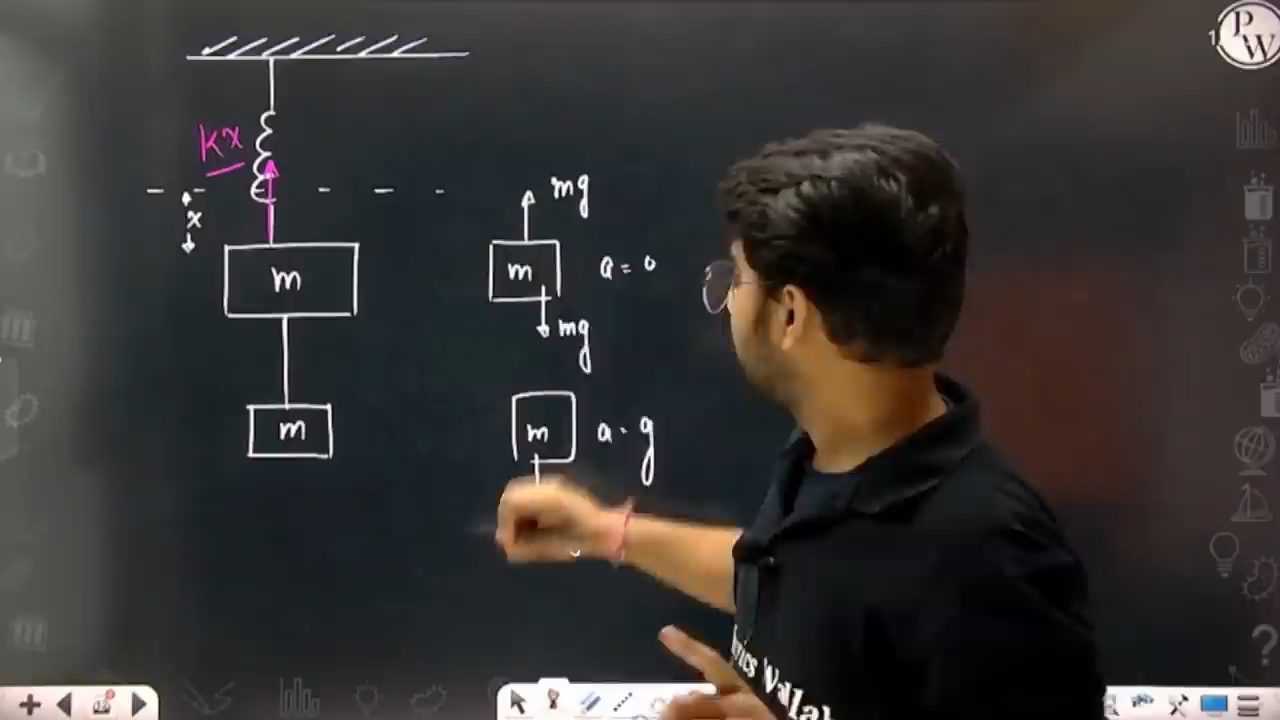 PW
kx
x
m
m
mg
m a = 0
mg
m a = g